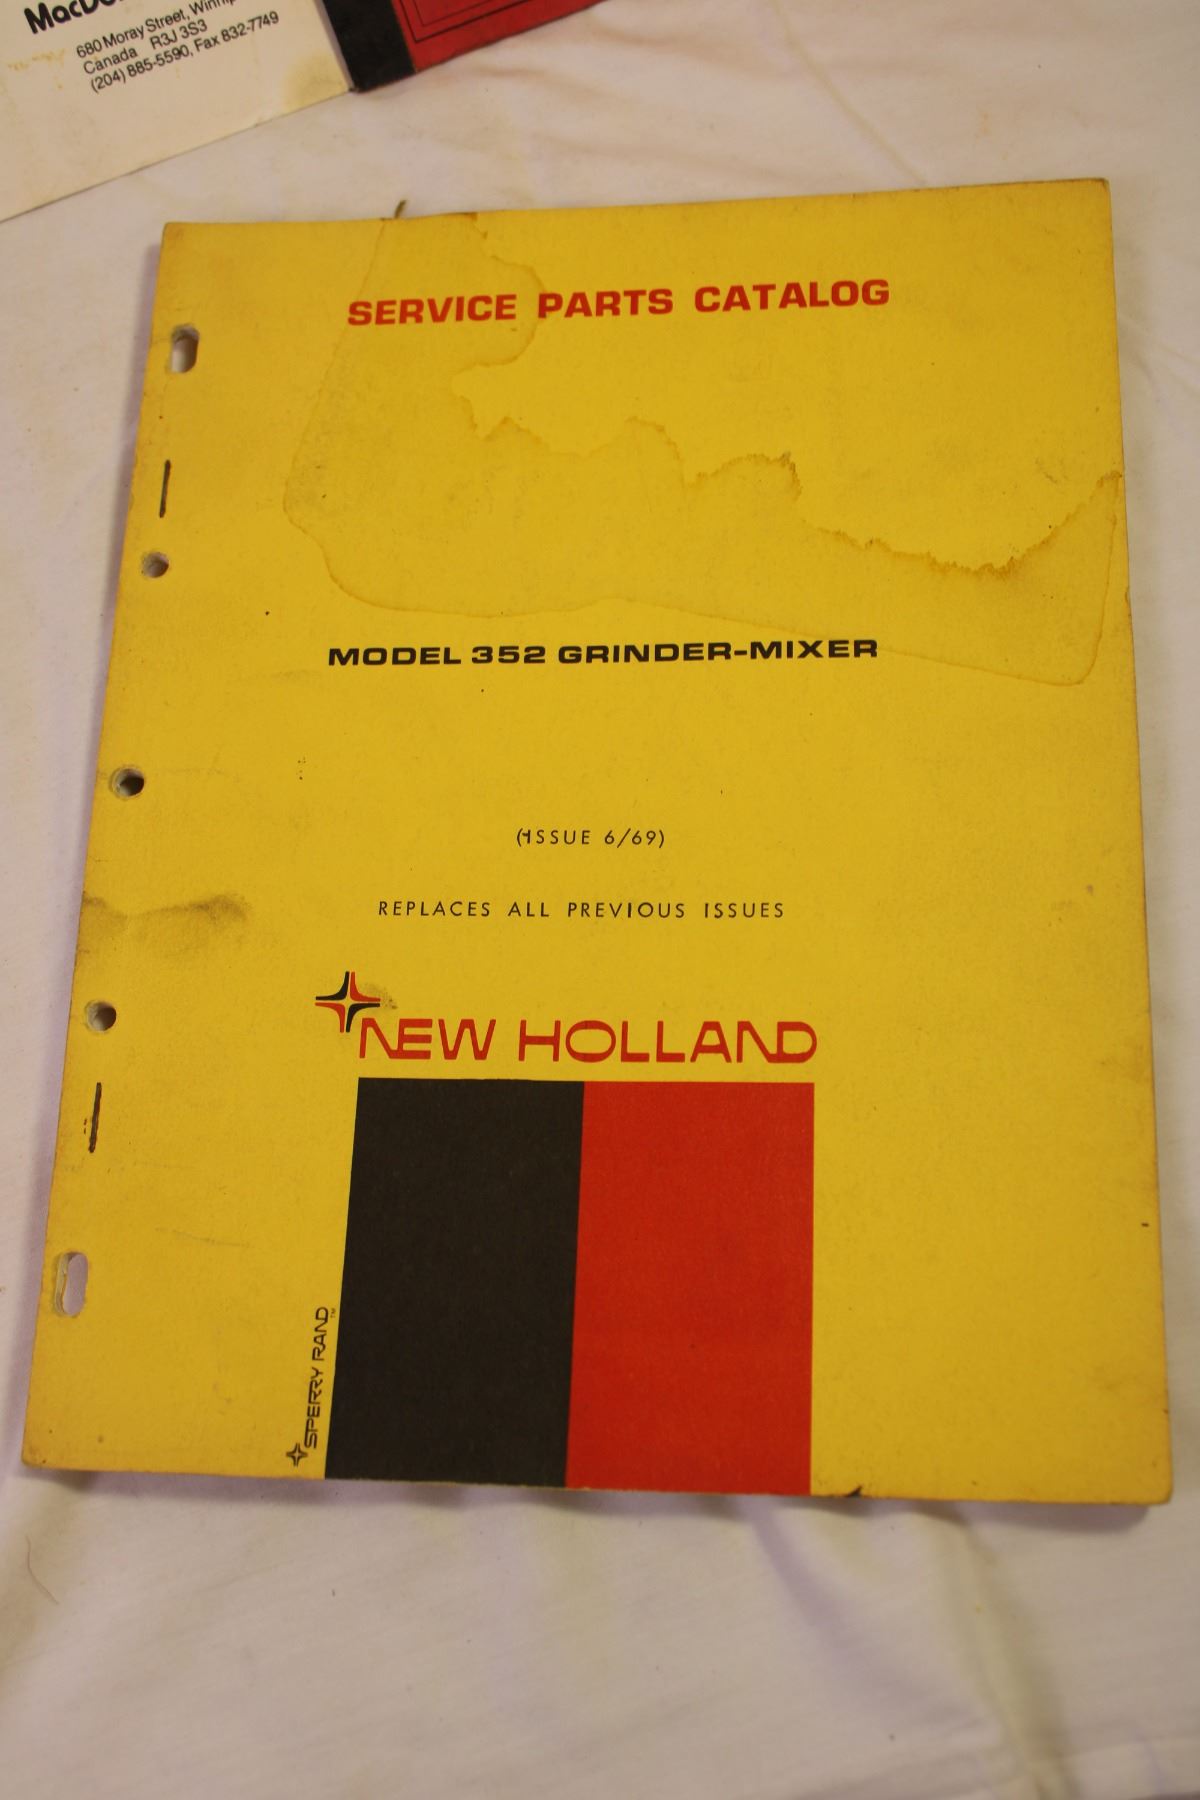 680 Moray Street,
Canada R3J 3S3
(204) 885-5590, Fax 832-7749
SERVICE PARTS CATALOG
MODEL 352 GRINDER-MIXER
(ISSUE 6/69)
REPLACES ALL PREVIOUS ISSUES
NEW HOLLAND
SPERRY RAND™